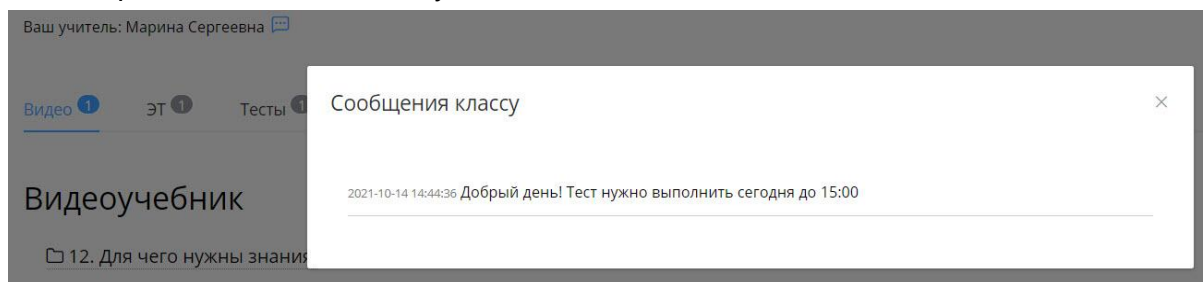 Ваш учитель: Марина Сергеевна
Видео 1 ЭТ 1 Тесты 1
Сообщения классу
2021-10-14 14:44:36 Добрый день! Тест нужно выполнить сегодня до 15:00
Видеоучебник
12. Для чего нужны знания